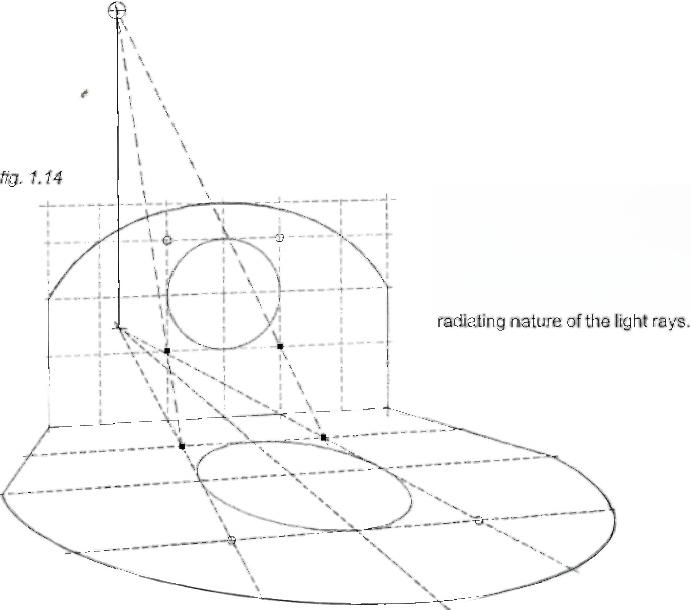 fig. 1.14
radiating nature of the light rays.